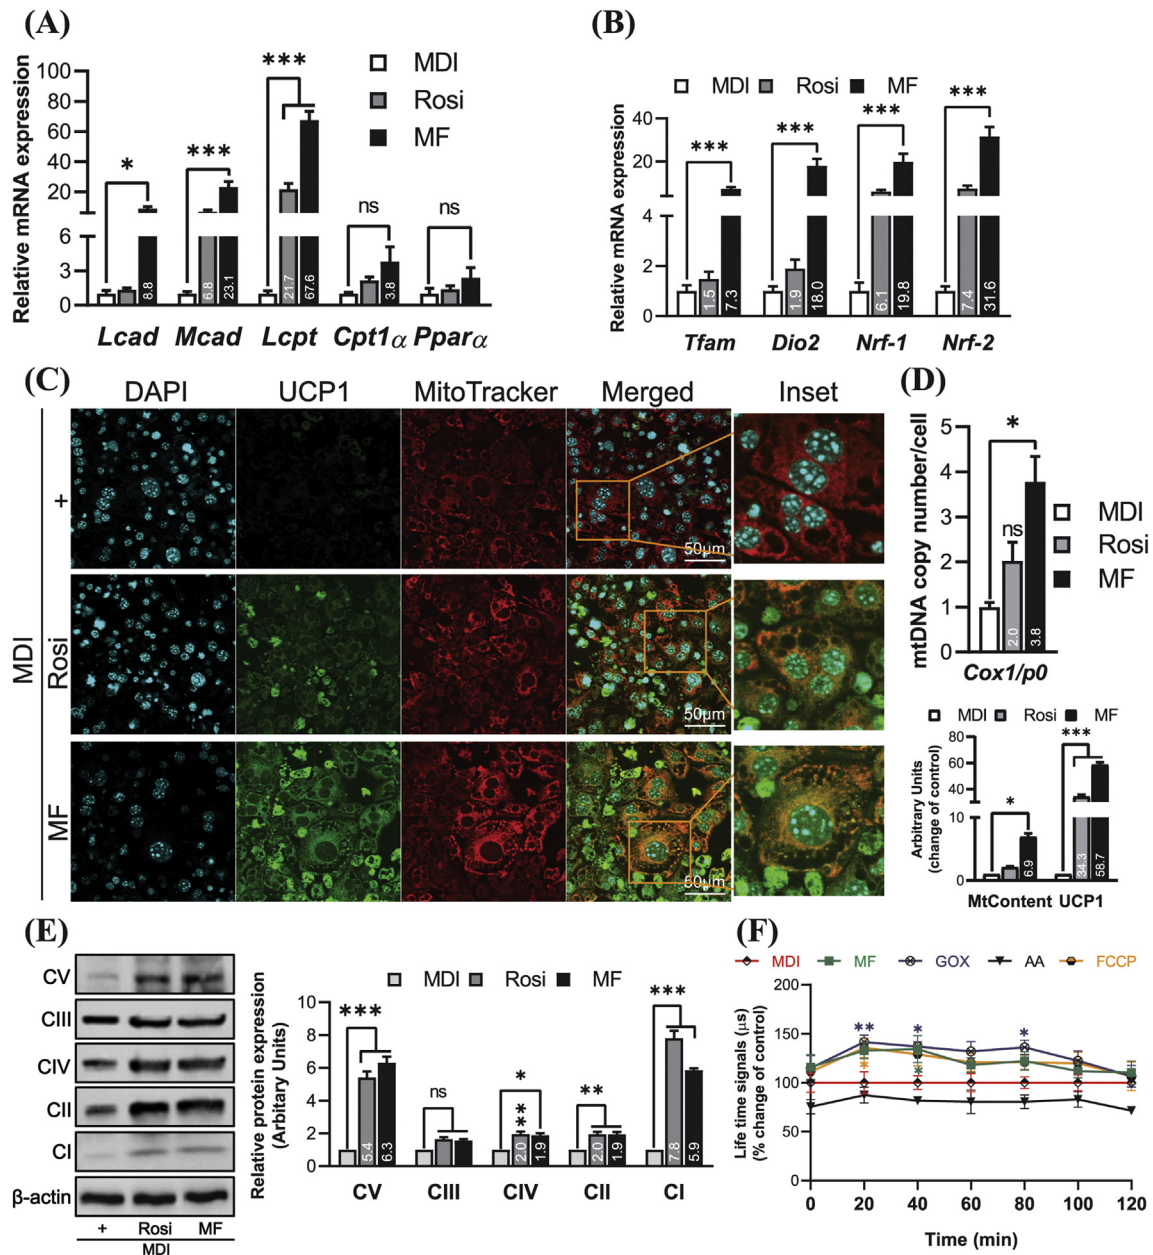 (A)
Relative mRNA expression
100
80
60
40
20
6
3
0
*
***
***
ns
ns
MDI
Rosi
MF
8.8
6.8
23.1
21.7
67.6
3.8
Lcad Mcad Lcpt Cpt1α Pparα
(B)
MDI Rosi MF
Relative mRNA expression
40
20
4
2
0
***
***
***
***
1.5
7.3
1.9
18.0
6.1
19.8
7.4
31.6
Tfam Dio2 Nrf-1 Nrf-2
(C)
DAPI UCP1 MitoTracker Merged Inset
+
MDI
Rosi
MF
50µm
50µm
50µm
(D)
mtDNA copy number/cell
5
4
3
2
1
0
*
ns
2.0
3.8
MDI
Rosi
MF
Cox1/p0
MDI Rosi MF
Arbitrary Units
(change of control)
80
60
40
10
0
*
***
6.9
34.3
58.7
MtContent UCP1
(E)
CV
CIII
CIV
CII
CI
β-actin
+ Rosi MF
MDI
MDI Rosi MF
Relative protein expression
(Arbitary Units)
10
8
6
4
2
0
***
ns
*
**
**
***
5.4
6.3
2.0
1.9
2.0
1.9
7.8
5.9
CV CIII CIV CII CI
(F)
MDI MF GOX AA FCCP
Life time signals (µs)
(% change of control)
200
150
100
50
0
** * *
* *
0 20 40 60 80 100 120
Time (min)